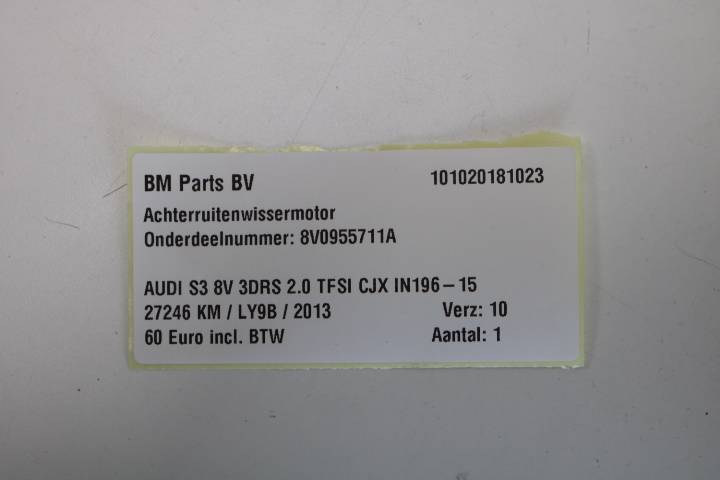 BM Parts BV 101020181023
Achterruitenwissermotor
Onderdeelnummer: 8V0955711A
AUDI S3 8V 3DRS 2.0 TFSI CJX IN196-15
27246 KM / LY9B / 2013 Verz: 10
60 Euro incl. BTW Aantal: 1